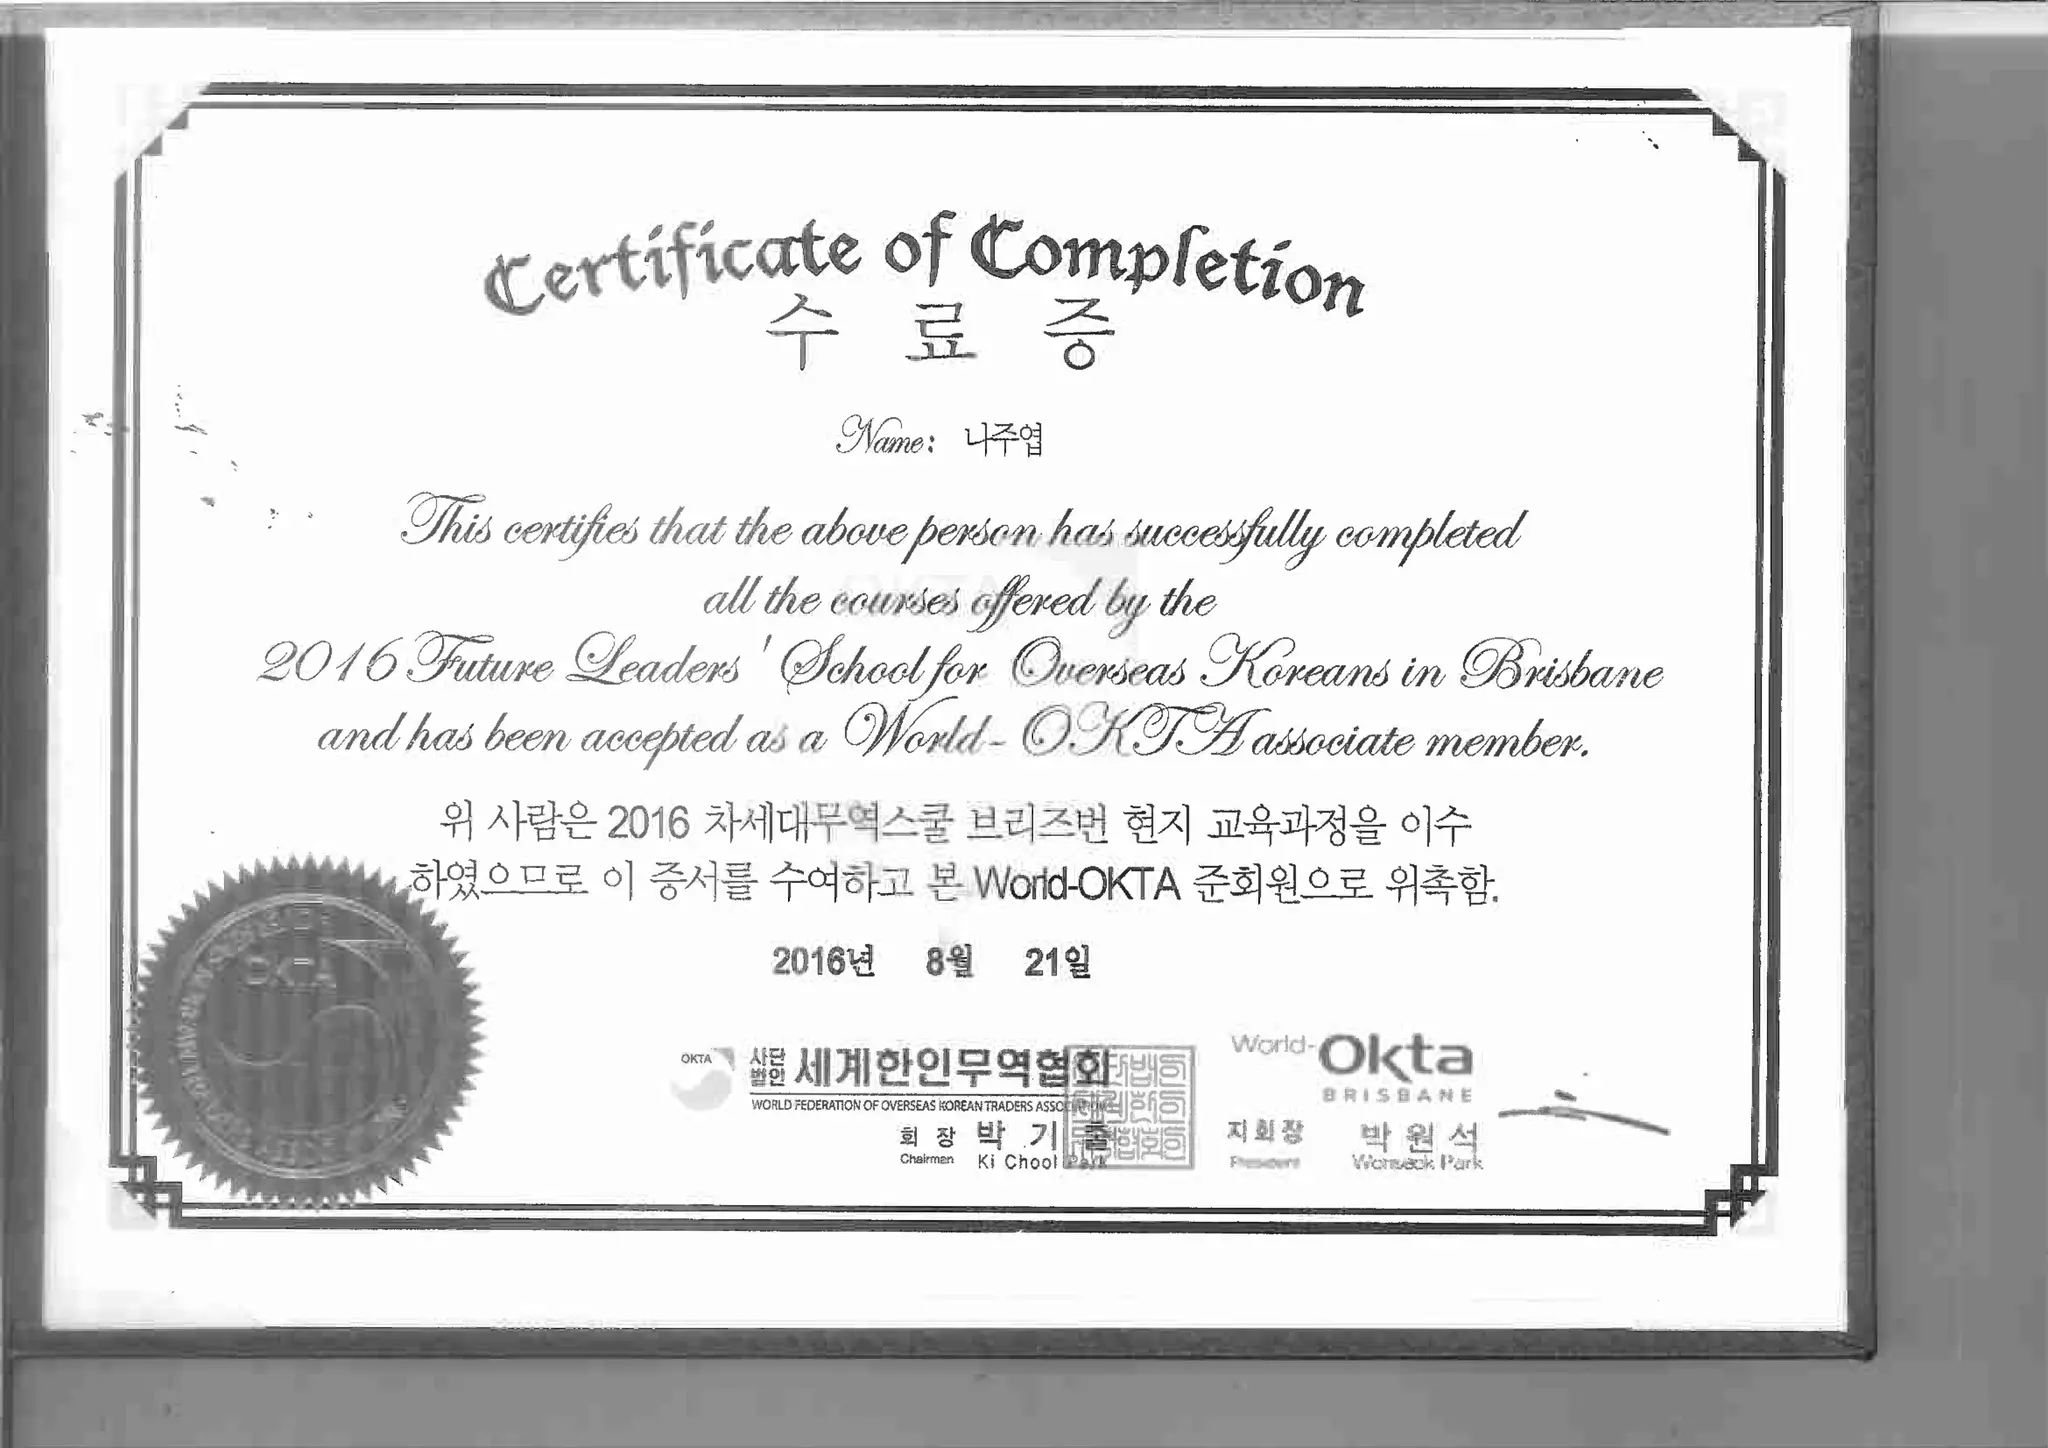 Certificate of Completion
수 료 증
Name: 나주엽
This certifies that the above person has successfully completed
all the courses offered by the
2016 Future Leaders' School for Overseas Koreans in Brisbane
and has been accepted as a World-OKTA associate member.
위 사람은 2016 차세대무역스쿨 브리즈번 현지 교육과정을 이수
하였으므로 이 증서를 수여하고 본 World-OKTA 준회원으로 위촉함.
2016년 8월 21일
OKTA
OKTA 사단법인 세계한인무역협회
WORLD FEDERATION OF OVERSEAS KOREAN TRADERS ASSOCIATIONS
회 장 박 기 출
Chairman Ki Chool Park
World-Okta
BRISBANE
지회장 박 원 석
President Wonseok Park